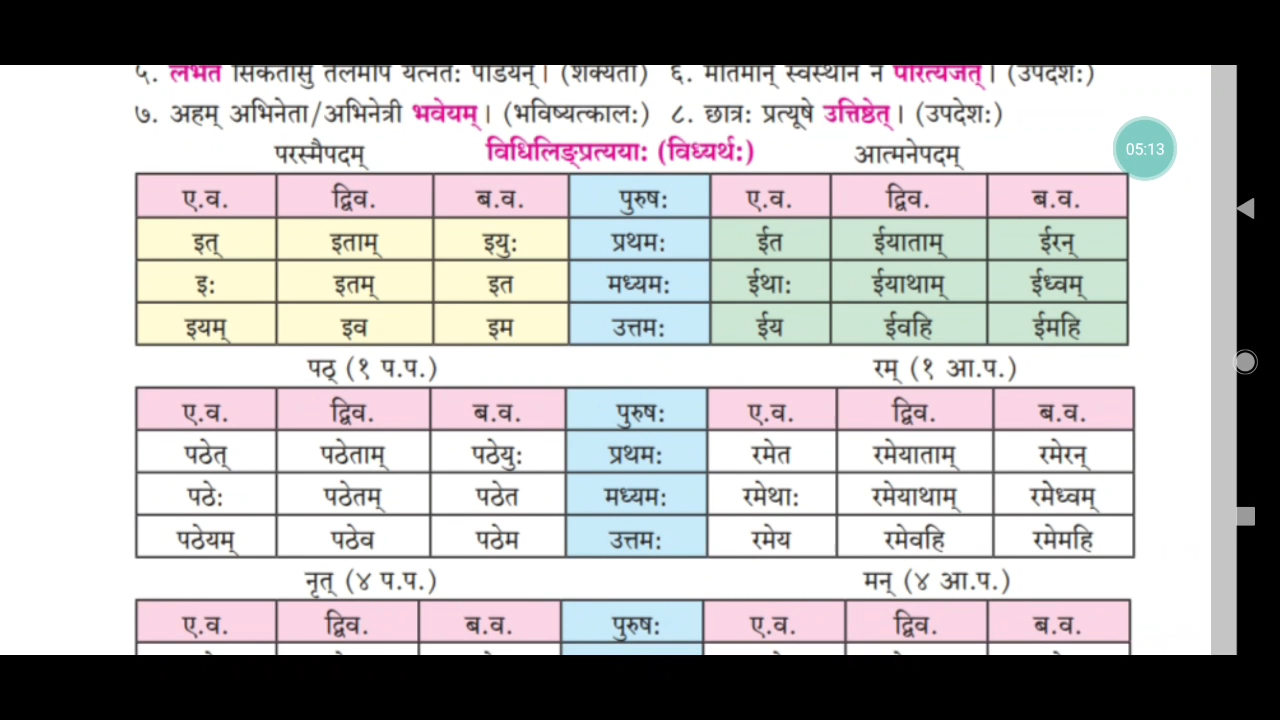 ५. लभेत सिकतासु तैलमपि यत्नत: पीडयन्। (शक्यता) ६. मतिमान् स्वस्थानं न परित्यजेत्। (उपदेश:)
७. अहम् अभिनेता/अभिनेत्री भवेयम्। (भविष्यत्काल:) ८. छात्र: प्रत्यूषे उत्तिष्ठेत्। (उपदेश:)
परस्मैपदम् विधिलिङ्प्रत्यया: (विध्यर्थ:) आत्मनेपदम्
05:13
ए.व. द्विव. ब.व. पुरुष: ए.व. द्विव. ब.व.
इत् इताम् इयु: प्रथम: ईत ईयाताम् ईरन्
इ: इतम् इत मध्यम: ईथा: ईयाथाम् ईध्वम्
इयम् इव इम उत्तम: ईय ईवहि ईमहि
पठ् (१ प.प.) रम् (१ आ.प.)
ए.व. द्विव. ब.व. पुरुष: ए.व. द्विव. ब.व.
पठेत् पठेताम् पठेयु: प्रथम: रमेत रमेयाताम् रमेरन्
पठे: पठेतम् पठेत मध्यम: रमेथा: रमेयाथाम् रमेध्वम्
पठेयम् पठेव पठेम उत्तम: रमेय रमेवहि रमेमहि
नृत् (४ प.प.) मन् (४ आ.प.)
ए.व. द्विव. ब.व. पुरुष: ए.व. द्विव. ब.व.